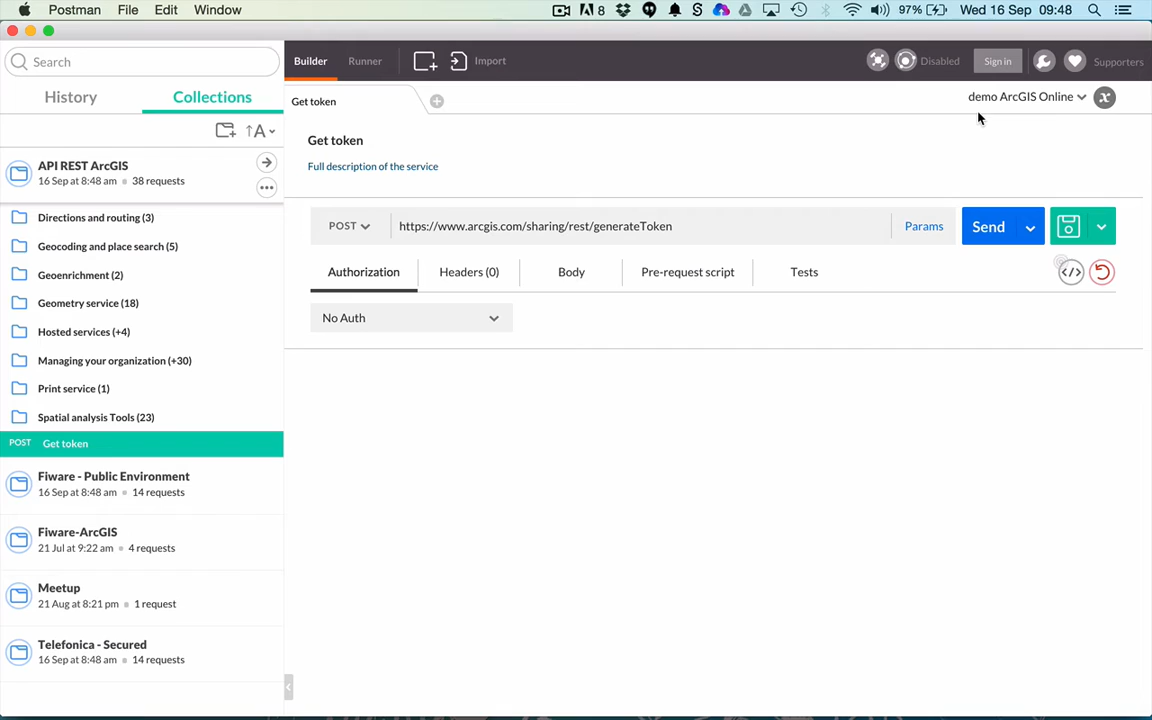 Postman File Edit Window 8 97% Wed 16 Sep 09:48
Search
Builder Runner Import Disabled Sign in Supporters
History Collections
Get token demo ArcGIS Online
↑A
Get token
API REST ArcGIS
16 Sep at 8:48 am 38 requests
Full description of the service
Directions and routing (3)
POST https://www.arcgis.com/sharing/rest/generateToken Params Send
Geocoding and place search (5)
Geoenrichment (2)
Authorization Headers (0) Body Pre-request script Tests
Geometry service (18)
No Auth
Hosted services (+4)
Managing your organization (+30)
Print service (1)
Spatial analysis Tools (23)
POST Get token
Fiware - Public Environment
16 Sep at 8:48 am 14 requests
Fiware-ArcGIS
21 Jul at 9:22 am 4 requests
Meetup
21 Aug at 8:21 pm 1 request
Telefonica - Secured
16 Sep at 8:48 am 14 requests